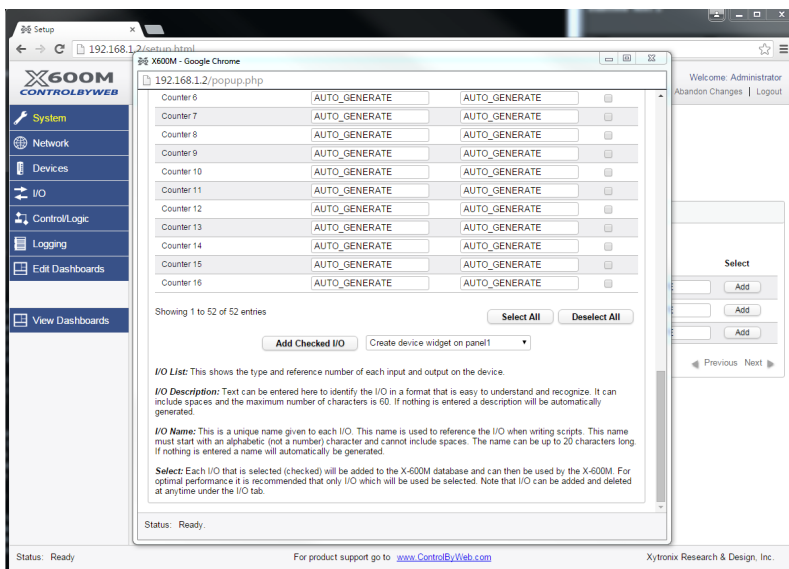 Setup
192.168.1.2/setup.html
X600M - Google Chrome
192.168.1.2/popup.php
X600M
CONTROLBYWEB
Welcome: Administrator
Abandon Changes | Logout
System
Network
Devices
I/O
Control/Logic
Logging
Edit Dashboards
View Dashboards
Counter 6 AUTO_GENERATE AUTO_GENERATE
Counter 7 AUTO_GENERATE AUTO_GENERATE
Counter 8 AUTO_GENERATE AUTO_GENERATE
Counter 9 AUTO_GENERATE AUTO_GENERATE
Counter 10 AUTO_GENERATE AUTO_GENERATE
Counter 11 AUTO_GENERATE AUTO_GENERATE
Counter 12 AUTO_GENERATE AUTO_GENERATE
Counter 13 AUTO_GENERATE AUTO_GENERATE
Counter 14 AUTO_GENERATE AUTO_GENERATE
Counter 15 AUTO_GENERATE AUTO_GENERATE
Counter 16 AUTO_GENERATE AUTO_GENERATE
Showing 1 to 52 of 52 entries
Select All Deselect All
Add Checked I/O Create device widget on panel1
I/O List: This shows the type and reference number of each input and output on the device.
I/O Description: Text can be entered here to identify the I/O in a format that is easy to understand and recognize. It can
include spaces and the maximum number of characters is 60. If nothing is entered a description will be automatically
generated.
I/O Name: This is a unique name given to each I/O. This name is used to reference the I/O when writing scripts. This name
must start with an alphabetic (not a number) character and cannot include spaces. The name can be up to 20 characters long.
If nothing is entered a name will automatically be generated.
Select: Each I/O that is selected (checked) will be added to the X-600M database and can then be used by the X-600M. For
optimal performance it is recommended that only I/O which will be used be selected. Note that I/O can be added and deleted
at anytime under the I/O tab.
Status: Ready.
Select
Add
Add
Add
Previous Next
Status: Ready
For product support go to www.ControlByWeb.com
Xytronix Research & Design, Inc.